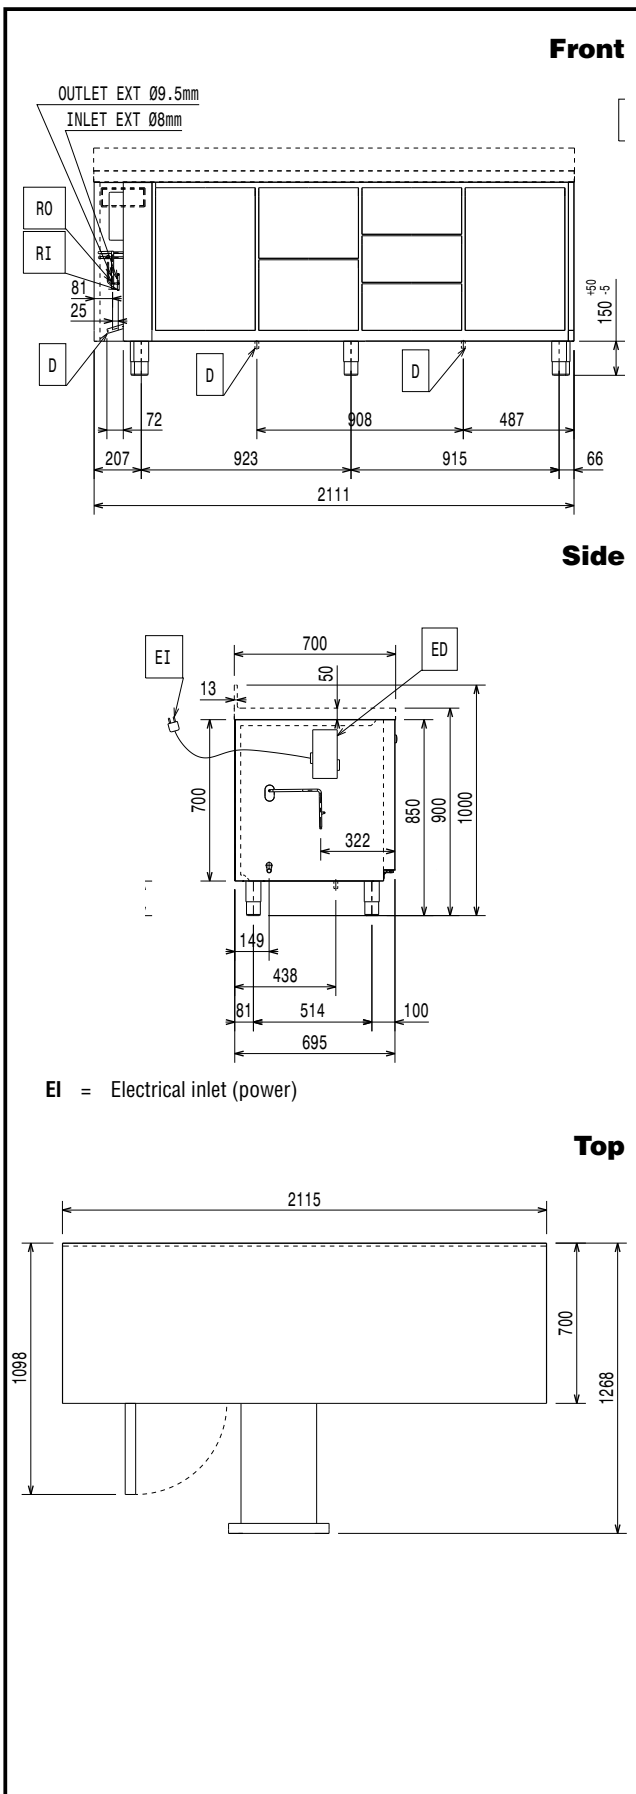 Front
OUTLET EXT Ø9.5mm
INLET EXT Ø8mm
RO
RI
81
25
D
D
D
150 +50 -5
72
908
487
207
923
915
66
2111
Side
EI
700
50
ED
13
700
322
850
900
1000
149
438
81
514
100
695
EI = Electrical inlet (power)
Top
2115
1098
700
1268